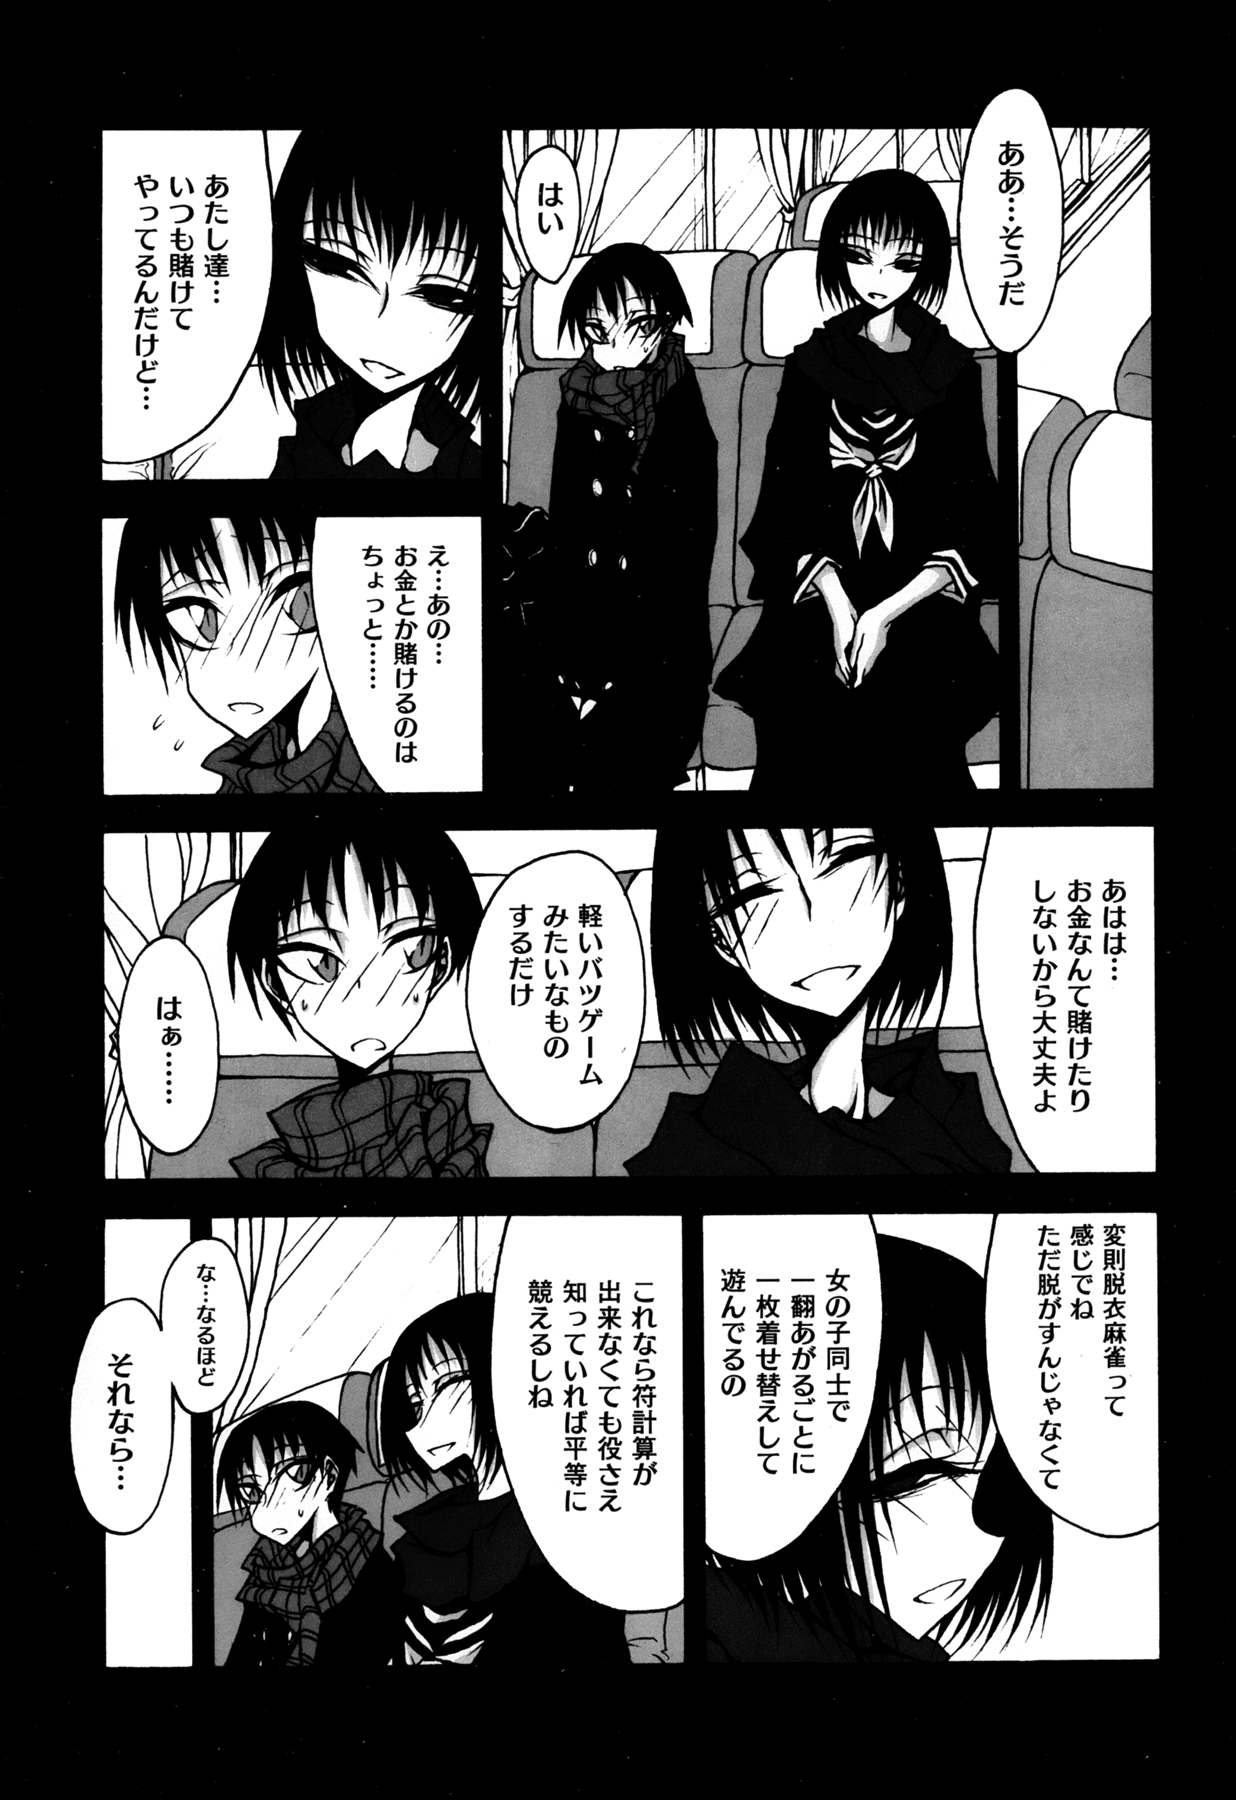 ああ…そうだ
はい
あたし達…
いつも賭けて
やってるんだけど…
え…あの…
お金とか賭けるのは
ちょっと……
あはは…
お金なんて賭けたり
しないから大丈夫よ
軽いバツゲーム
みたいなもの
するだけ
はぁ……
変則脱衣麻雀って
感じでね
ただ脱がすんじゃなくて
女の子同士で
一翻あがるごとに
一枚着せ替えして
遊んでるの
これなら符計算が
出来なくても役さえ
知っていれば平等に
競えるしね
な…なるほど
それなら…